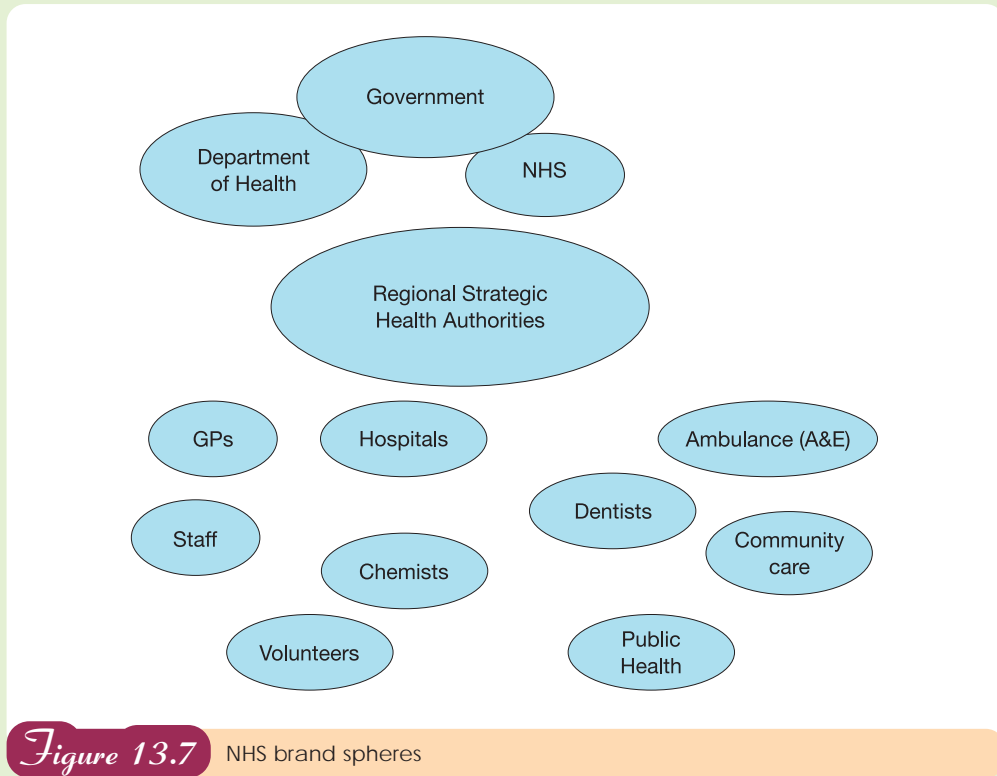 Government
Department
of Health
NHS
Regional Strategic
Health Authorities
GPs
Hospitals
Ambulance (A&E)
Dentists
Staff
Community
care
Chemists
Volunteers
Public
Health
Figure 13.7 NHS brand spheres